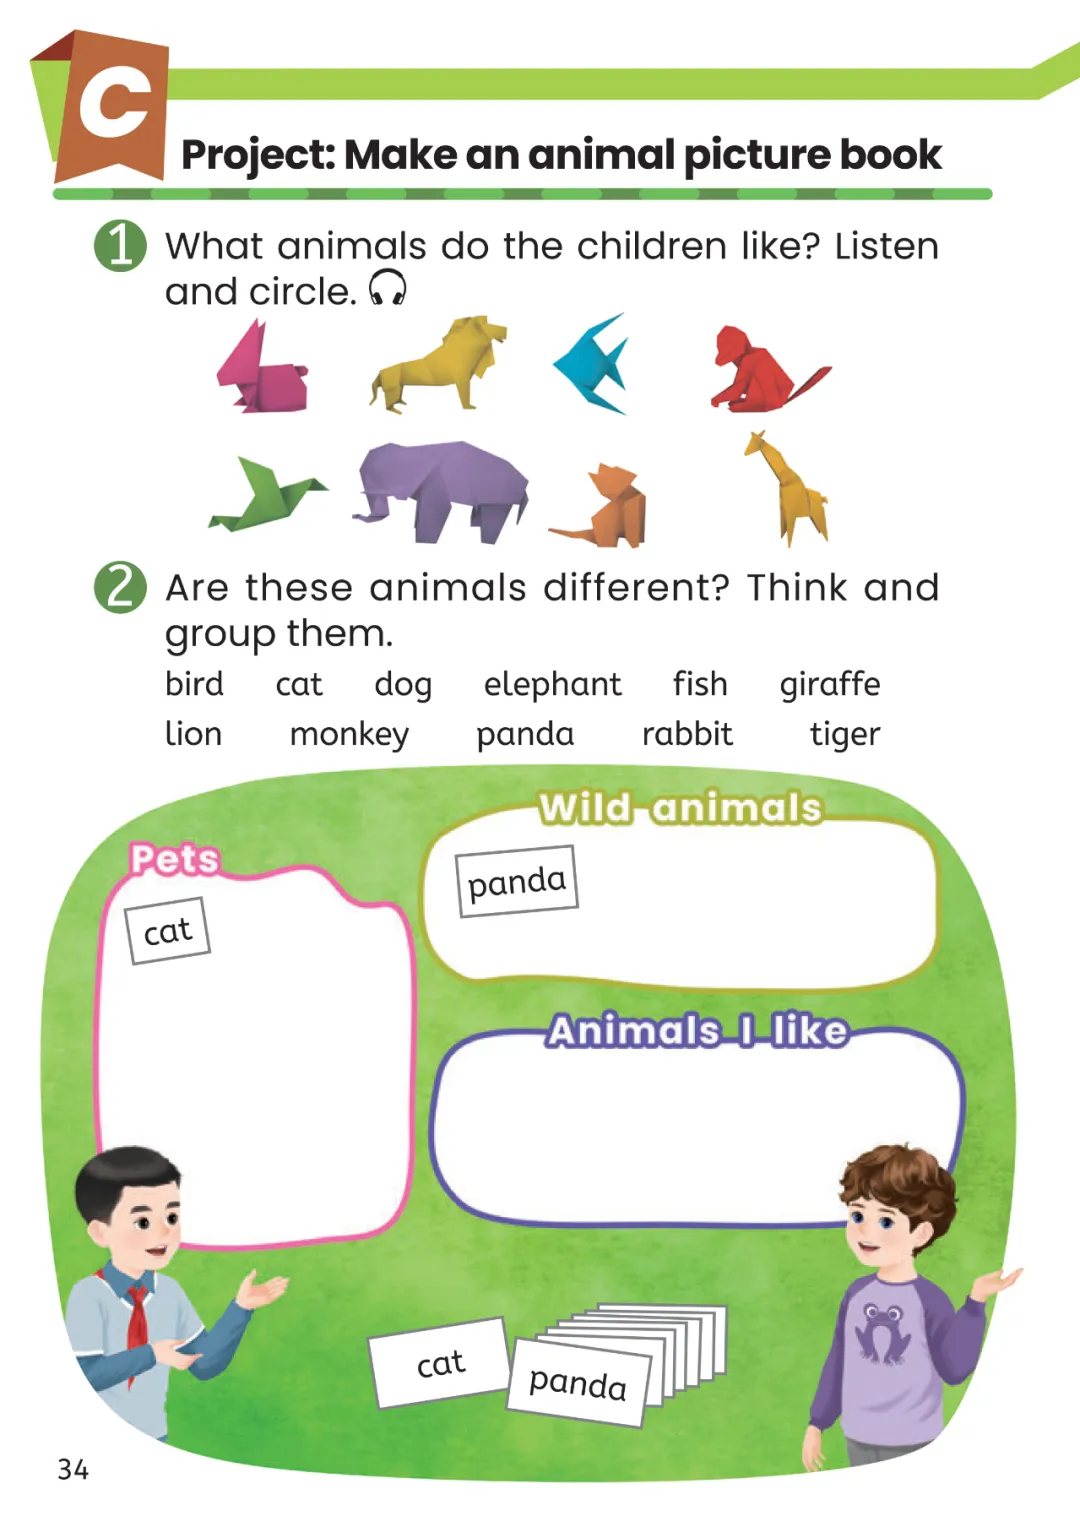 C
Project: Make an animal picture book
1 What animals do the children like? Listen
and circle.
2 Are these animals different? Think and
group them.
bird cat dog elephant fish giraffe
lion monkey panda rabbit tiger
Wild animals
panda
Pets
cat
Animals I like
cat
panda
34